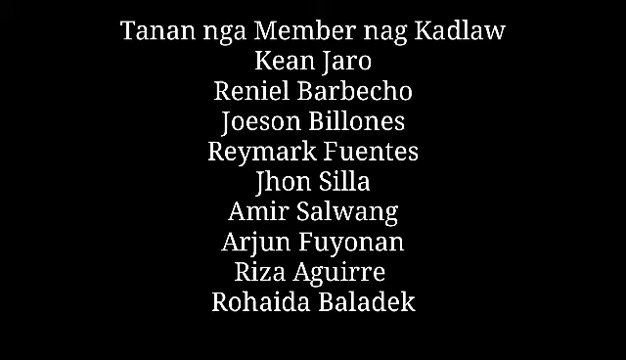 Tanan nga Member nag Kadlaw
Kean Jaro
Reniel Barbecho
Joeson Billones
Reymark Fuentes
Jhon Silla
Amir Salwang
Arjun Fuyonan
Riza Aguirre
Rohaida Baladek